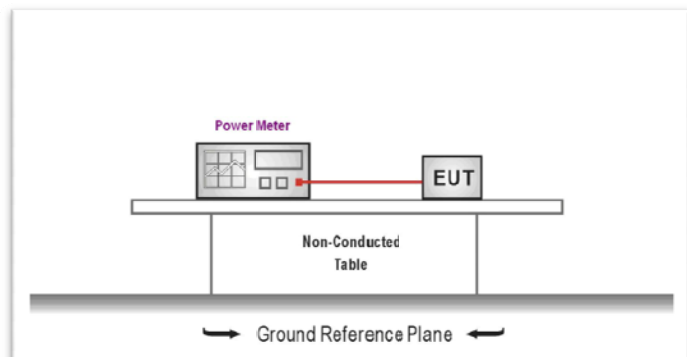 Power Meter
EUT
Non-Conducted
Table
Ground Reference Plane